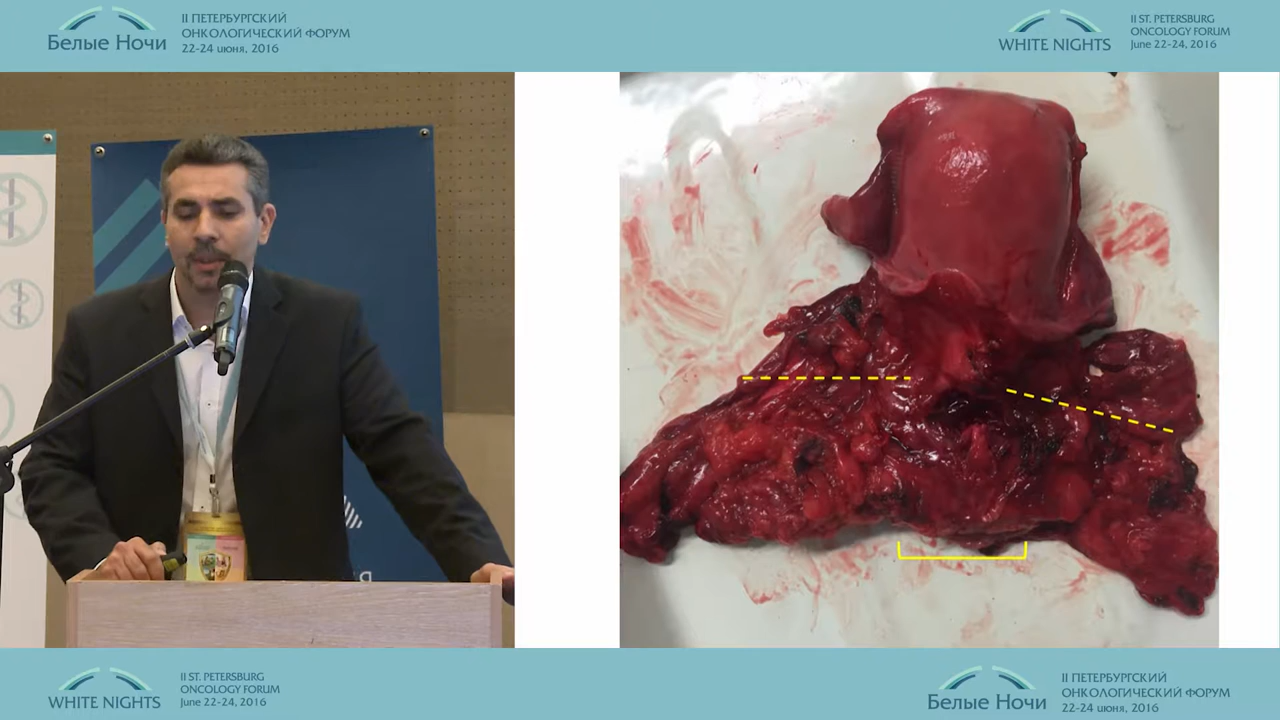 Белые Ночи
II ПЕТЕРБУРГСКИЙ
ОНКОЛОГИЧЕСКИЙ ФОРУМ
22-24 июня, 2016
WHITE NIGHTS
II ST. PETERSBURG
ONCOLOGY FORUM
June 22-24, 2016
WHITE NIGHTS
II ST. PETERSBURG
ONCOLOGY FORUM
June 22-24, 2016
Белые Ночи
II ПЕТЕРБУРГСКИЙ
ОНКОЛОГИЧЕСКИЙ ФОРУМ
22-24 июня, 2016